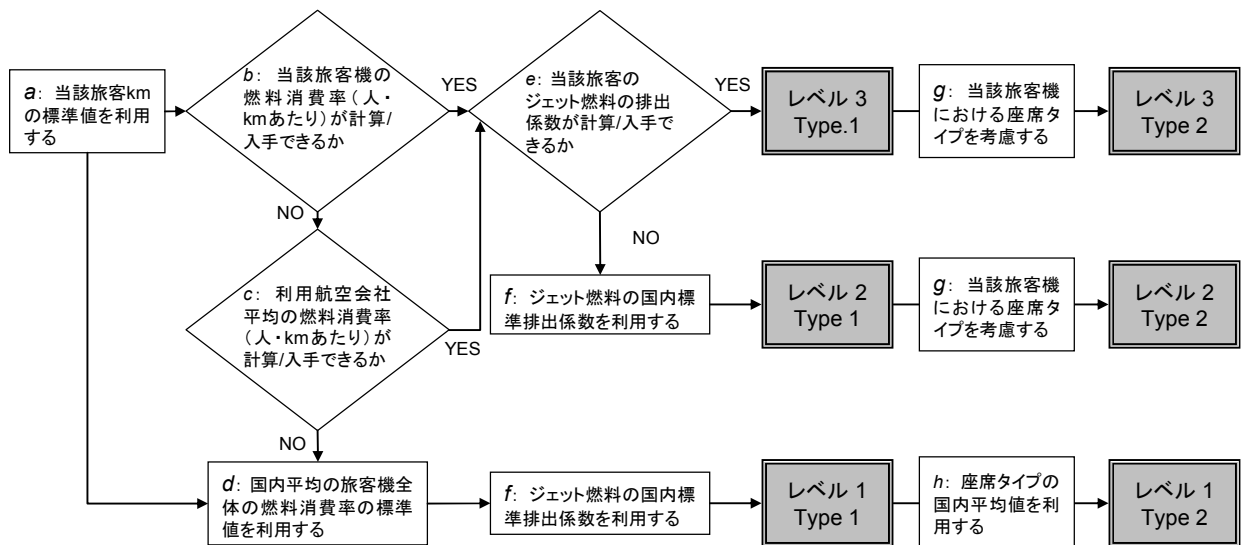 a: 当該旅客km
の標準値を利用
する
b: 当該旅客機の
燃料消費率(人・
kmあたり)が計算/
入手できるか
YES
e: 当該旅客の
ジェット燃料の排出
係数が計算/入手で
きるか
YES
レベル 3
Type.1
g: 当該旅客機
における座席タ
イプを考慮する
レベル 3
Type 2
NO
NO
c: 利用航空会社
平均の燃料消費率
(人・kmあたり)が
計算/入手できるか
YES
f: ジェット燃料の国内標
準排出係数を利用する
レベル 2
Type 1
g: 当該旅客機
における座席タ
イプを考慮する
レベル 2
Type 2
NO
d: 国内平均の旅客機全
体の燃料消費率の標準
値を利用する
f: ジェット燃料の国内標
準排出係数を利用する
レベル 1
Type 1
h: 座席タイプの
国内平均値を利
用する
レベル 1
Type 2